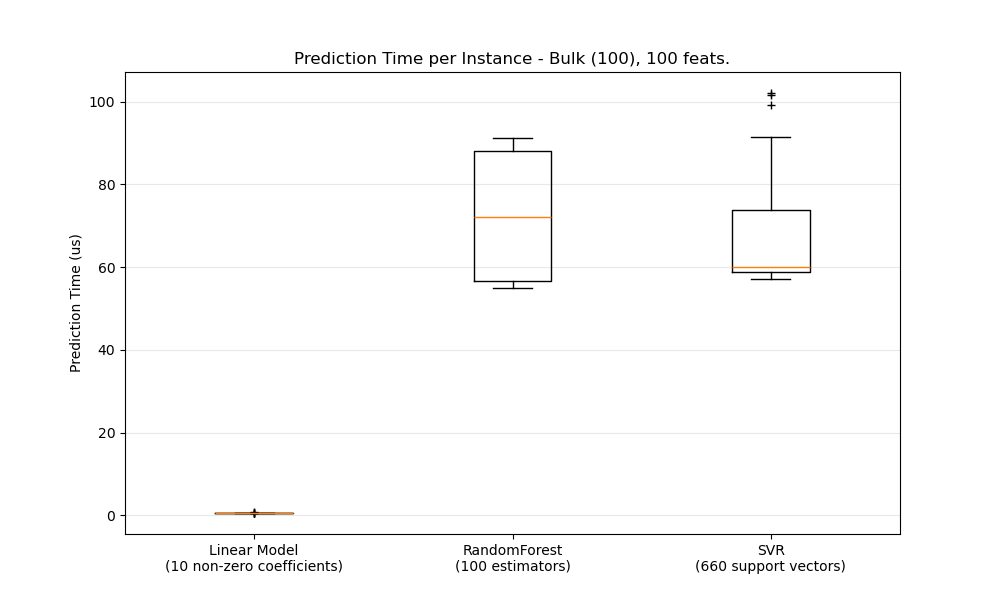 Prediction Time per Instance - Bulk (100), 100 feats.
100
80
60
40
20
0
Prediction Time (us)
Linear Model
(10 non-zero coefficients)
RandomForest
(100 estimators)
SVR
(660 support vectors)